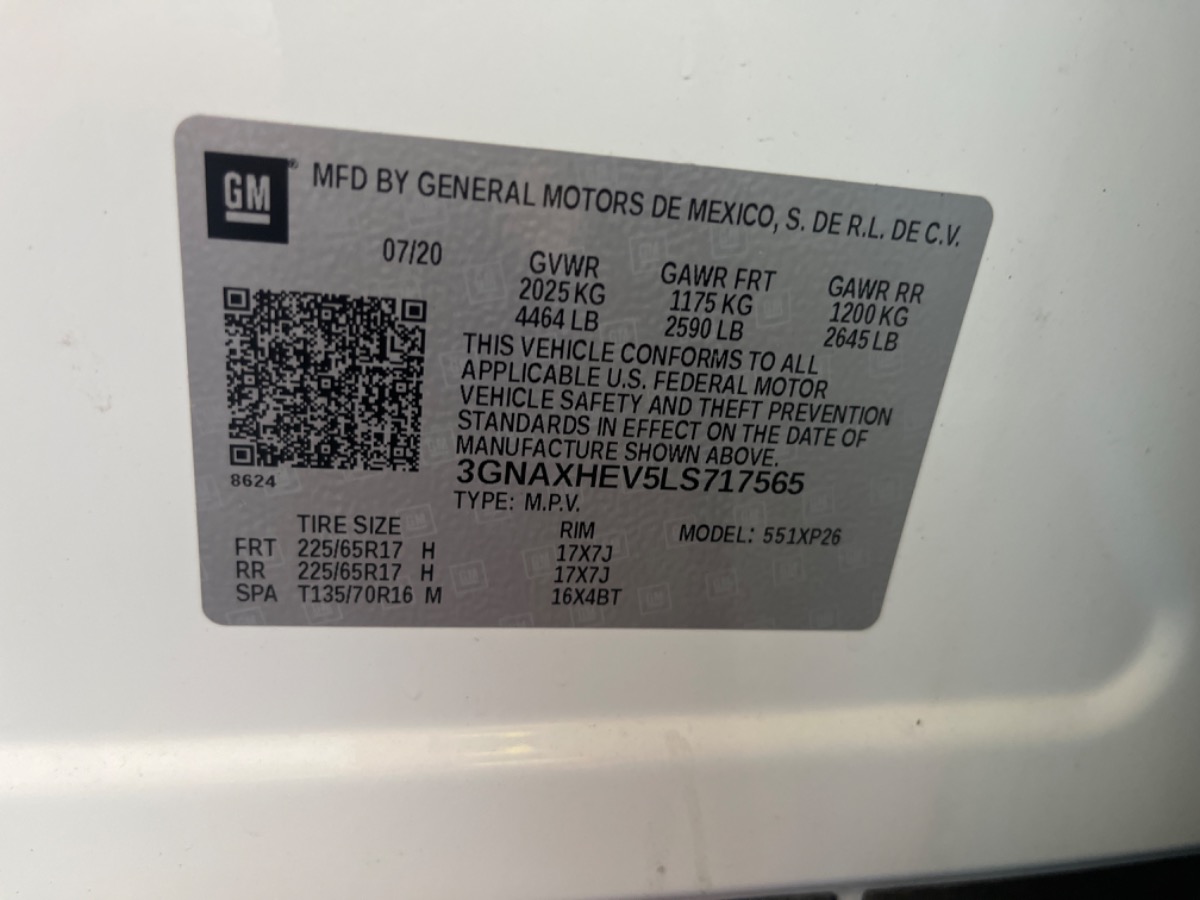 GM® MFD BY GENERAL MOTORS DE MEXICO, S. DE R.L. DE C.V.
07/20
GVWR GAWR FRT GAWR RR
2025 KG 1175 KG 1200 KG
4464 LB 2590 LB 2645 LB
THIS VEHICLE CONFORMS TO ALL
APPLICABLE U.S. FEDERAL MOTOR
VEHICLE SAFETY AND THEFT PREVENTION
STANDARDS IN EFFECT ON THE DATE OF
MANUFACTURE SHOWN ABOVE.
8624
3GNAXHEV5LS717565
TYPE: M.P.V.
TIRE SIZE RIM MODEL: 551XP26
FRT 225/65R17 H 17X7J
RR 225/65R17 H 17X7J
SPA T135/70R16 M 16X4BT